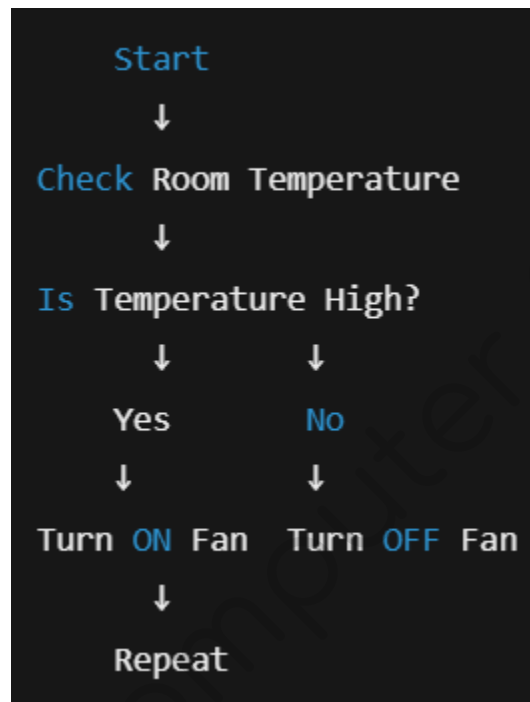 Start
↓
Check Room Temperature
↓
Is Temperature High?
↓ ↓
Yes No
↓ ↓
Turn ON Fan Turn OFF Fan
↓
Repeat